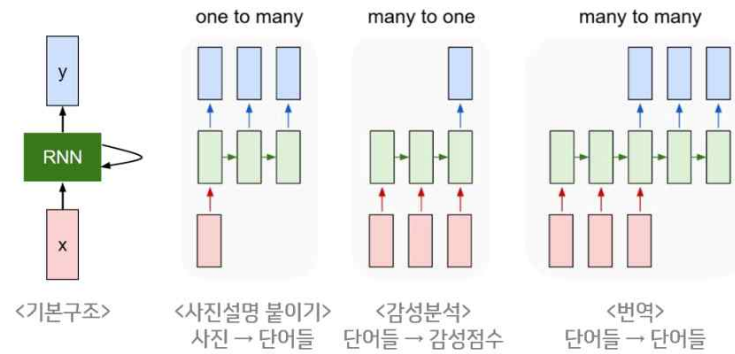 one to many
many to one
many to many
y
RNN
x
<기본구조>
<사진설명 붙이기>
사진 → 단어들
<감성분석>
단어들 → 감성점수
<번역>
단어들 → 단어들